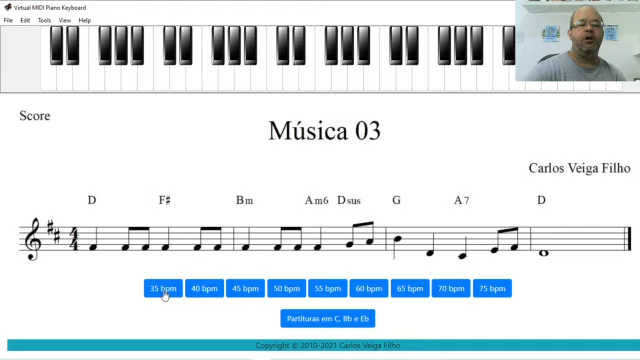 Virtual MIDI Piano Keyboard
File Edit Tools View Help
Score
Música 03
Carlos Veiga Filho
D F# Bm Am6 Dsus G A7 D
4
4
35 bpm 40 bpm 45 bpm 50 bpm 55 bpm 60 bpm 65 bpm 70 bpm 75 bpm
Partituras em C, Bb e Eb
Copyright © 2010-2021 Carlos Veiga Filho